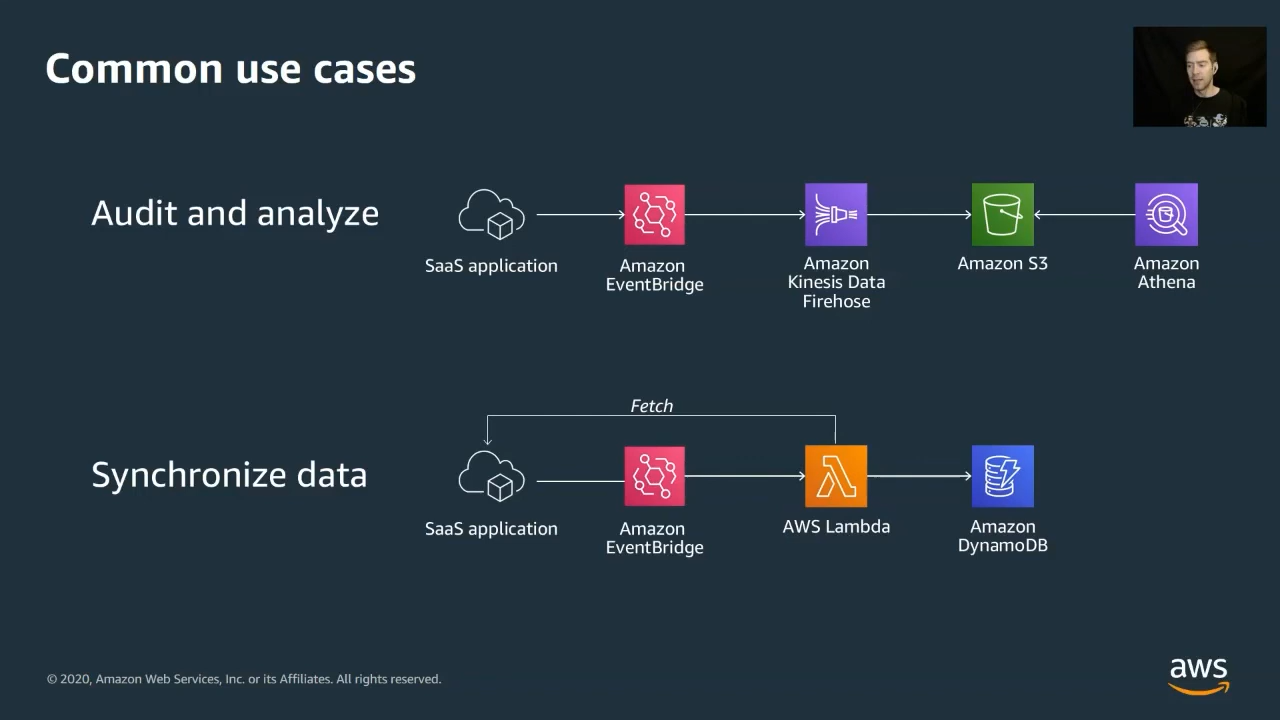 Common use cases
Audit and analyze
SaaS application
Amazon
EventBridge
Amazon
Kinesis Data
Firehose
Amazon S3
Amazon
Athena
Fetch
Synchronize data
SaaS application
Amazon
EventBridge
AWS Lambda
Amazon
DynamoDB
© 2020, Amazon Web Services, Inc. or its Affiliates. All rights reserved.
aws